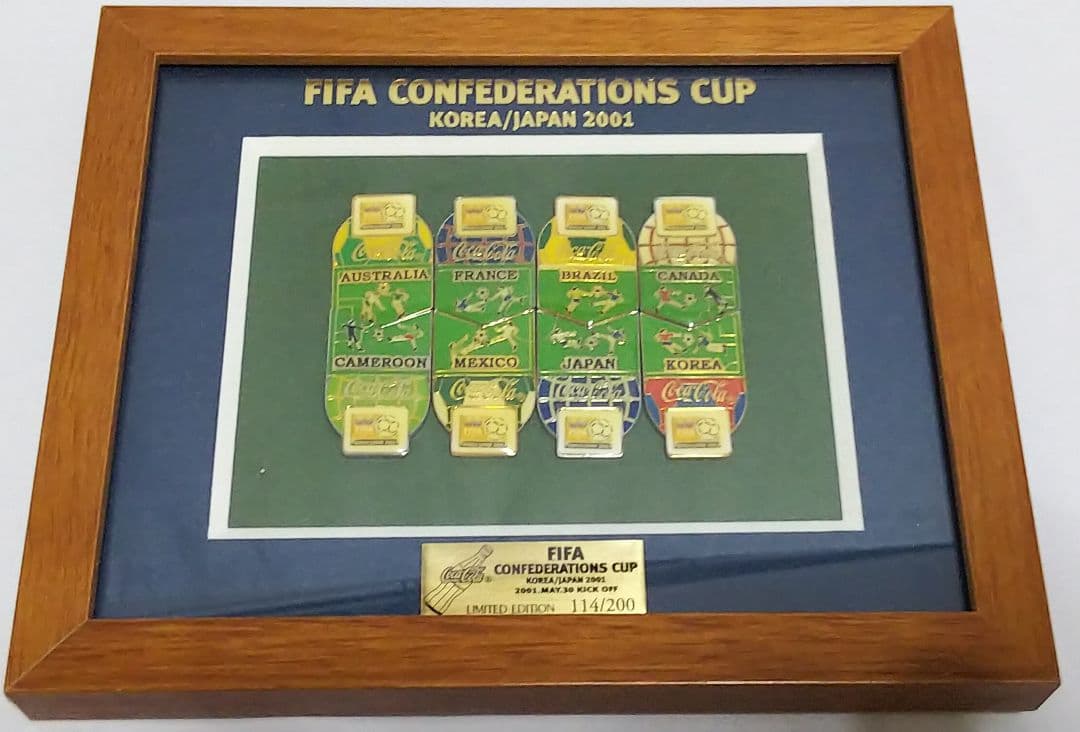 FIFA CONFEDERATIONS CUP
KOREA/JAPAN 2001
Coca-Cola Coca-Cola Coca-Cola Coca-Cola
AUSTRALIA FRANCE BRAZIL CANADA
CAMEROON MEXICO JAPAN KOREA
Coca-Cola Coca-Cola Coca-Cola Coca-Cola
FIFA
CONFEDERATIONS CUP
Coca-Cola
KOREA/JAPAN 2001
2001.MAY.30 KICK OFF
LIMITED EDITION 114/200